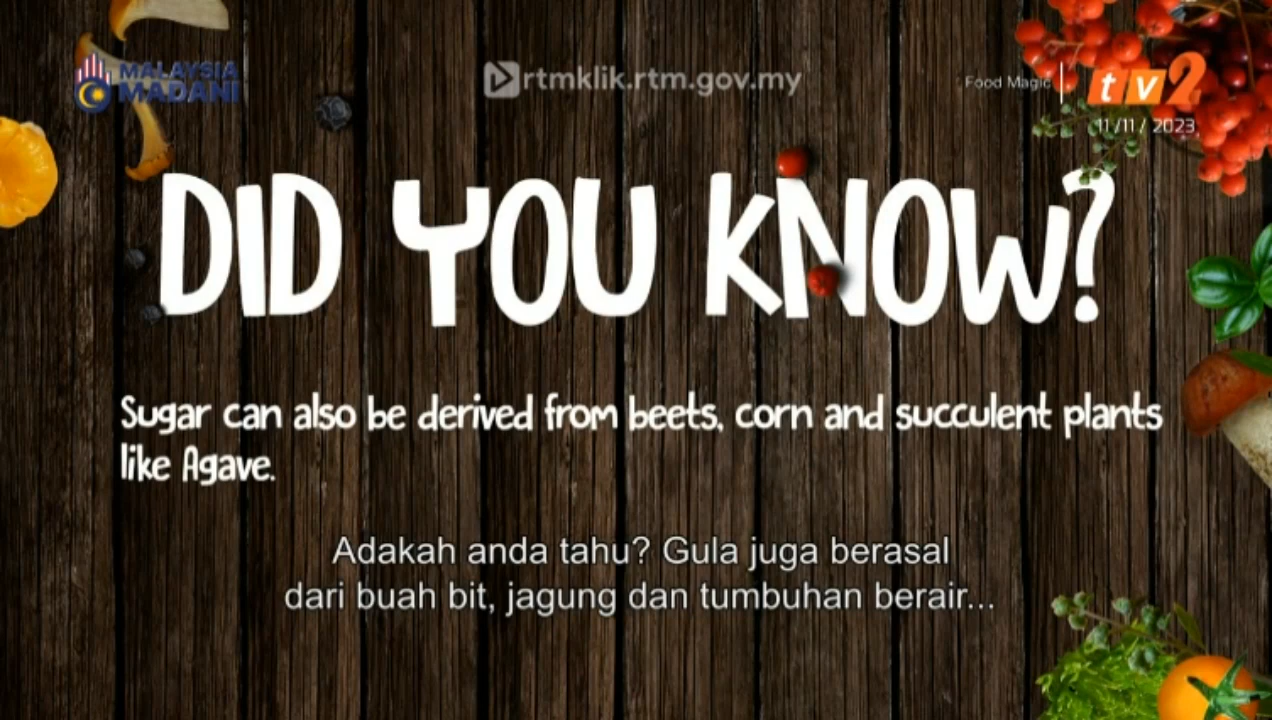 MALAYSIA
MADANI
rtmklik.rtm.gov.my
Food Magic
tv2
11/11/2023
DID YOU KNOW?
Sugar can also be derived from beets, corn and succulent plants
like Agave.
Adakah anda tahu? Gula juga berasal
dari buah bit, jagung dan tumbuhan berair...